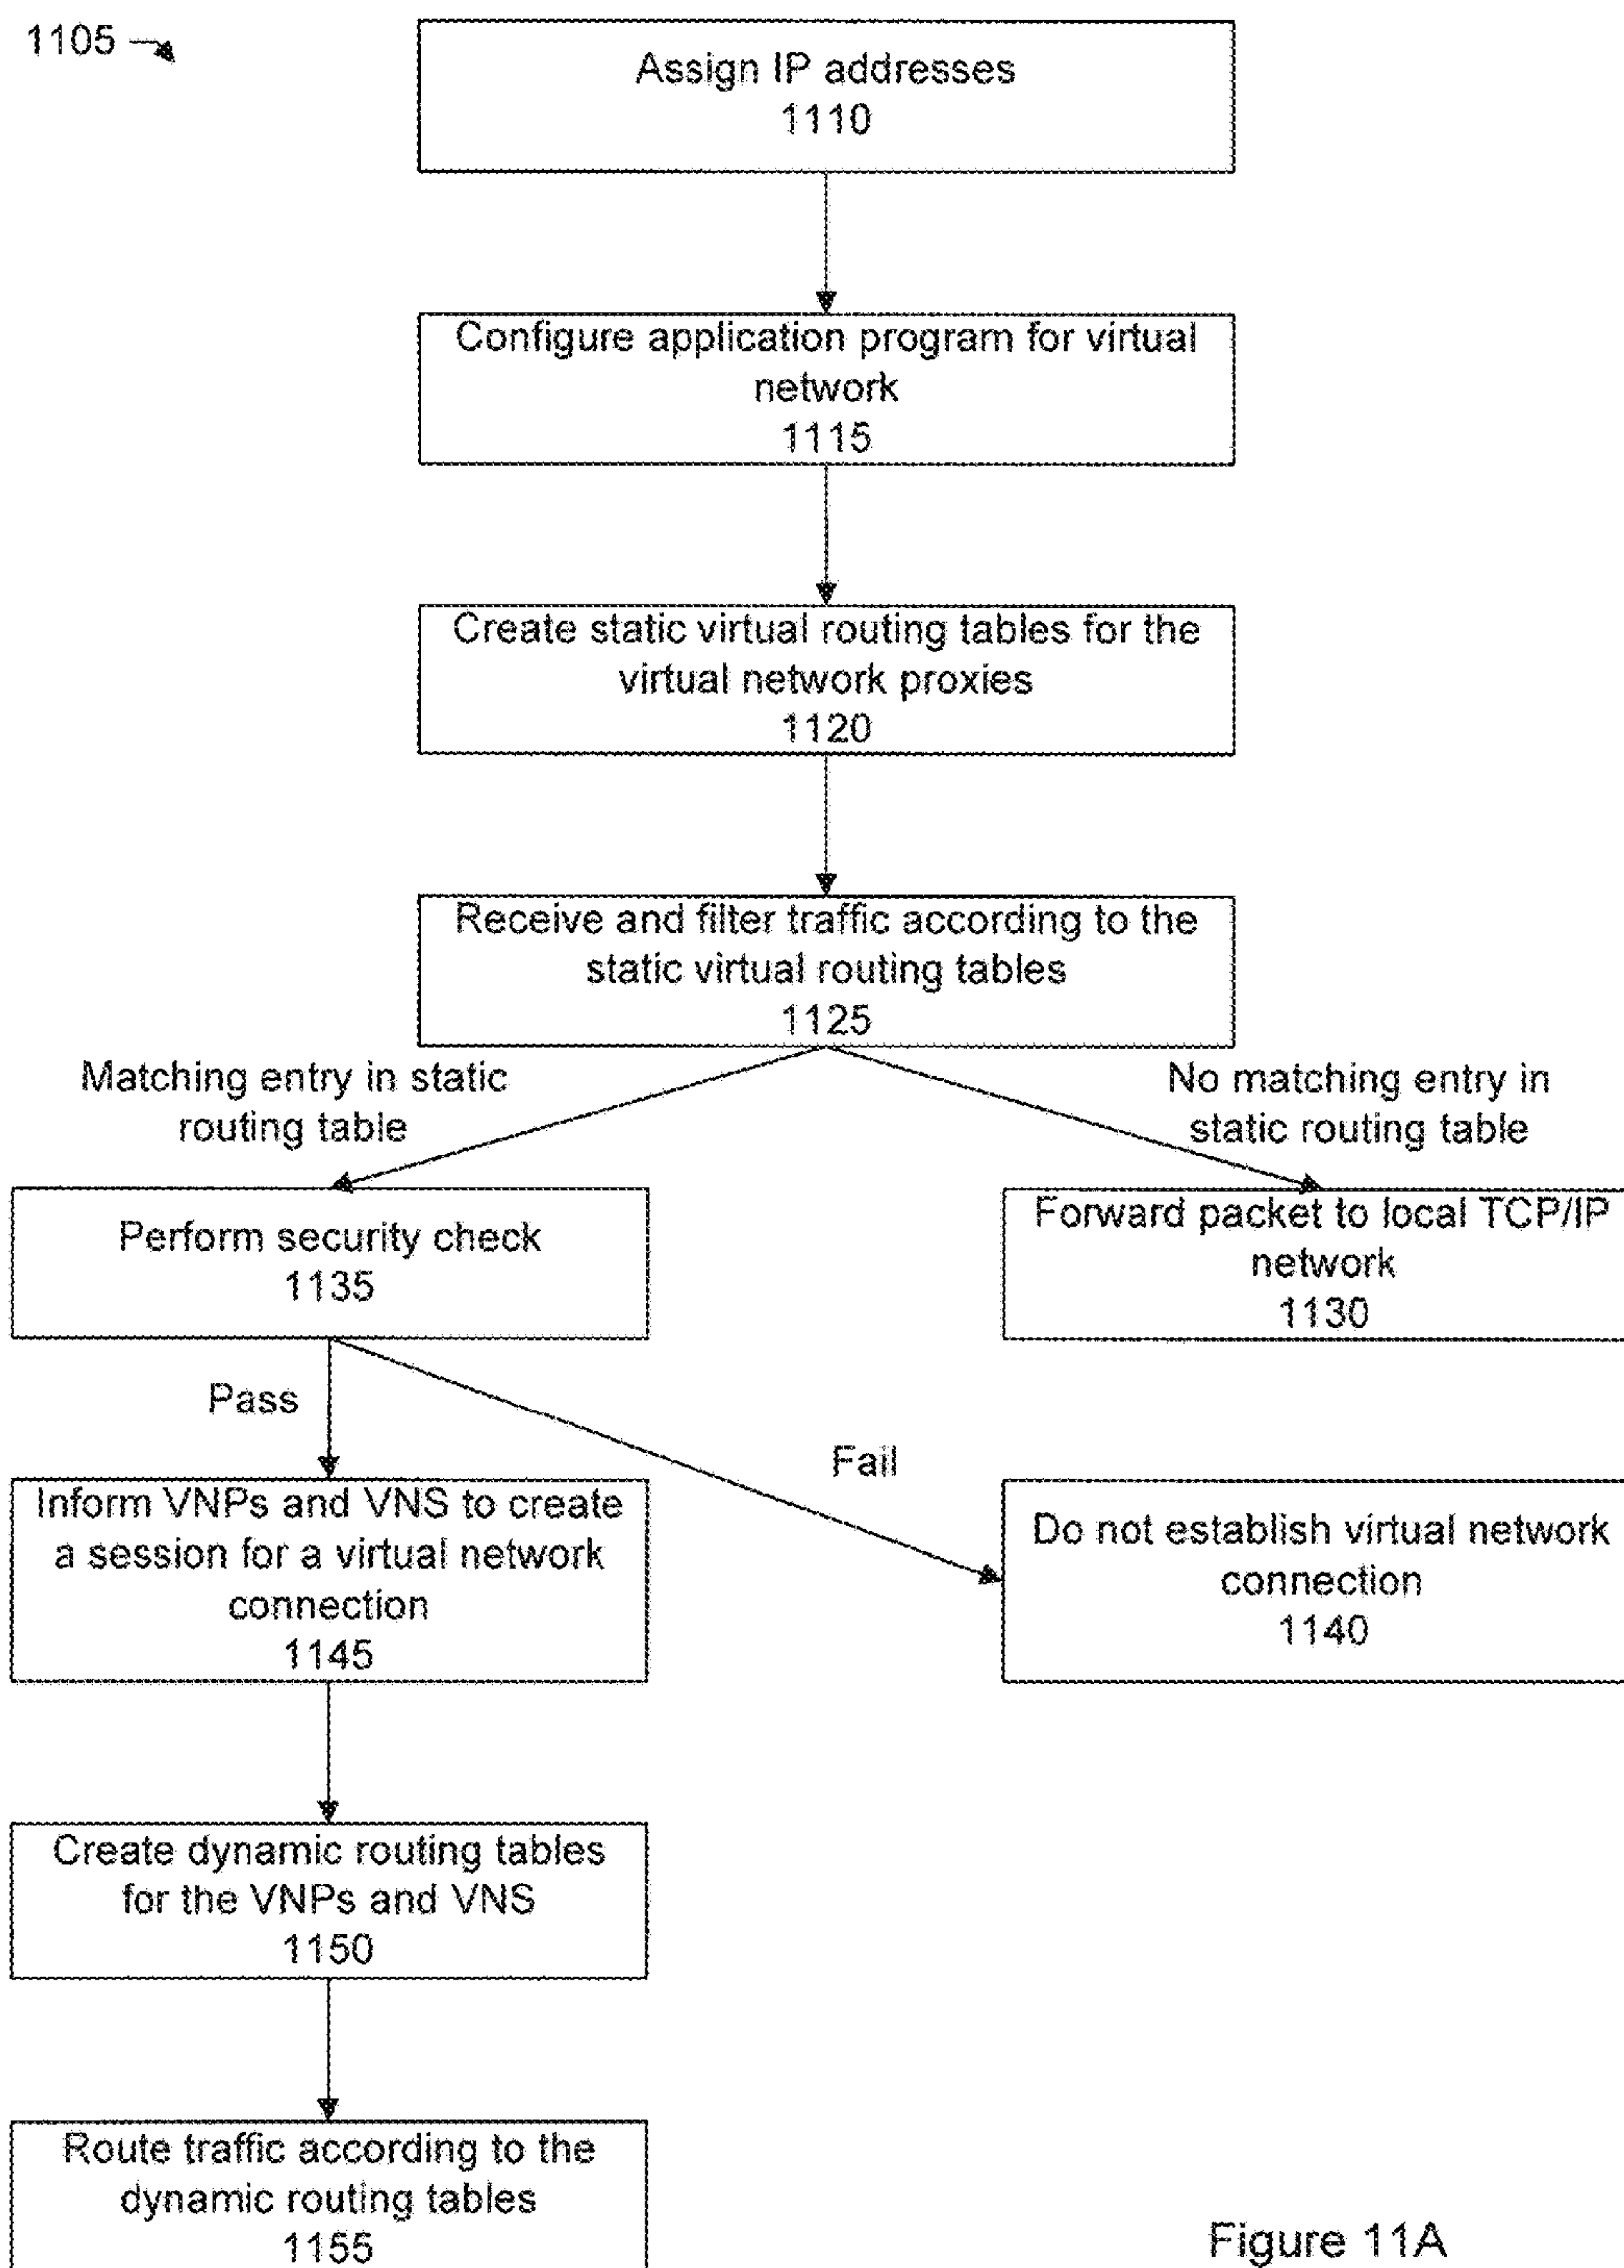 1105
Assign IP addresses
1110
Configure application program for virtual
network
1115
Create static virtual routing tables for the
virtual network proxies
1120
Receive and filter traffic according to the
static virtual routing tables
1125
Matching entry in static
routing table
No matching entry in
static routing table
Perform security check
1135
Forward packet to local TCP/IP
network
1130
Pass
Fail
Inform VNPs and VNS to create
a session for a virtual network
connection
1145
Do not establish virtual network
connection
1140
Create dynamic routing tables
for the VNPs and VNS
1150
Route traffic according to the
dynamic routing tables
1155
Figure 11A